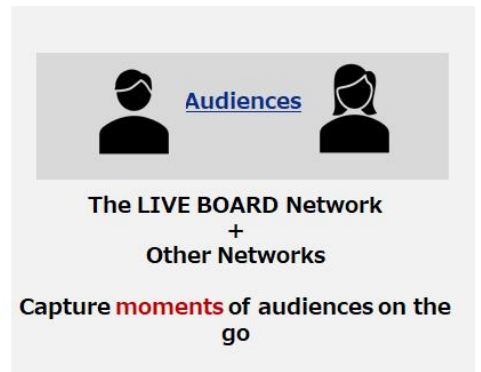 Audiences
The LIVE BOARD Network
+
Other Networks
Capture moments of audiences on the
go